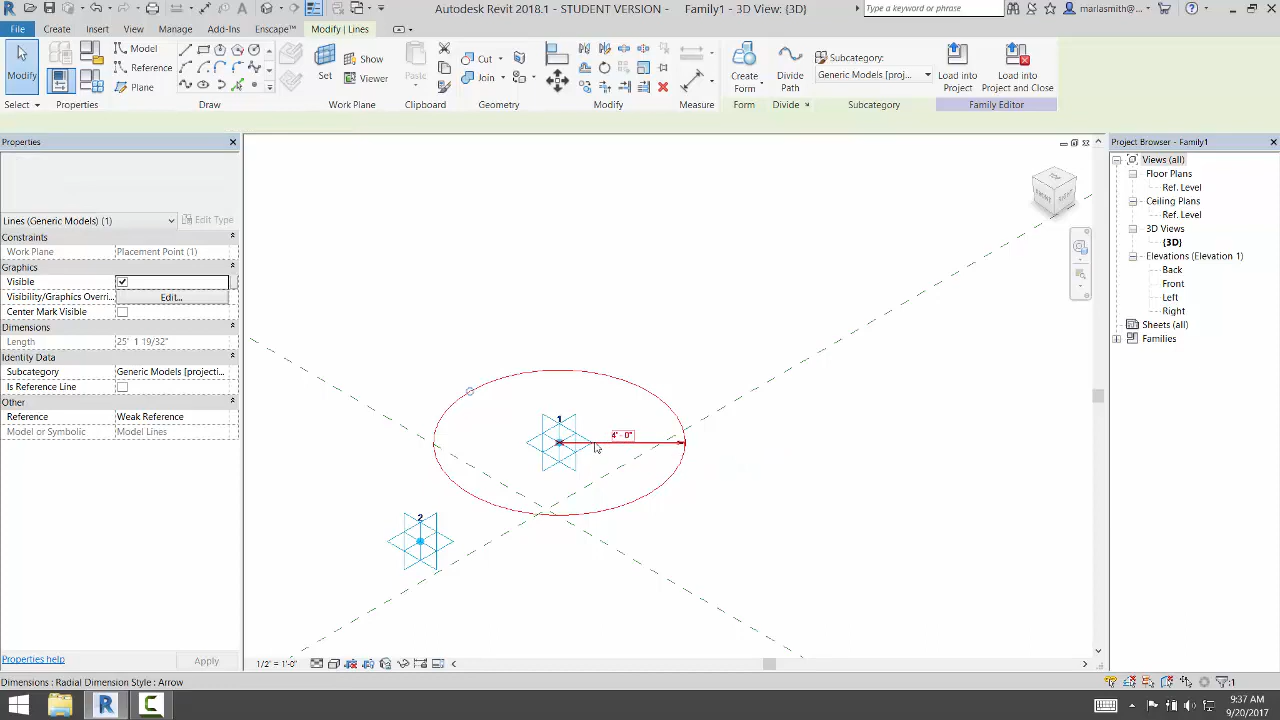 Autodesk Revit 2018.1 - STUDENT VERSION - Family1 - 3D View: {3D}
Type a keyword or phrase
marlasmith
File Create Insert View Manage Add-Ins Enscape™ Modify | Lines
Modify
Model
Reference
Plane
Set
Show
Viewer
Paste
Cut
Join
Create Form
Divide Path
Subcategory:
Generic Models [proj...
Load into Project
Load into Project and Close
Select Properties Draw Work Plane Clipboard Geometry Modify Measure Form Divide Subcategory Family Editor
Properties
Lines (Generic Models) (1)
Edit Type
Constraints
Work Plane Placement Point (1)
Graphics
Visible
Visibility/Graphics Overri... Edit...
Center Mark Visible
Dimensions
Length 25' 1 19/32"
Identity Data
Subcategory Generic Models [projecti...
Is Reference Line
Other
Reference Weak Reference
Model or Symbolic Model Lines
Properties help
Apply
TOP
FRONT
RIGHT
1
4' - 0"
2
Project Browser - Family1
Views (all)
Floor Plans
Ref. Level
Ceiling Plans
Ref. Level
3D Views
{3D}
Elevations (Elevation 1)
Back
Front
Left
Right
Sheets (all)
Families
1/2" = 1'-0"
Dimensions : Radial Dimension Style : Arrow
:1
9:37 AM
9/20/2017